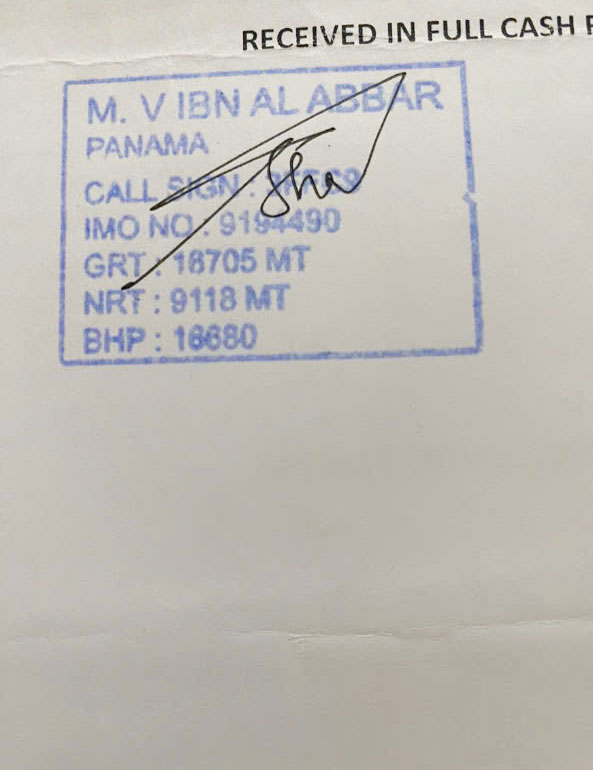 RECEIVED IN FULL CASH
M. V IBN AL ABBAR
PANAMA
CALL SIGN :
IMO NO : 9194490
GRT : 18705 MT
NRT : 9118 MT
BHP : 16680